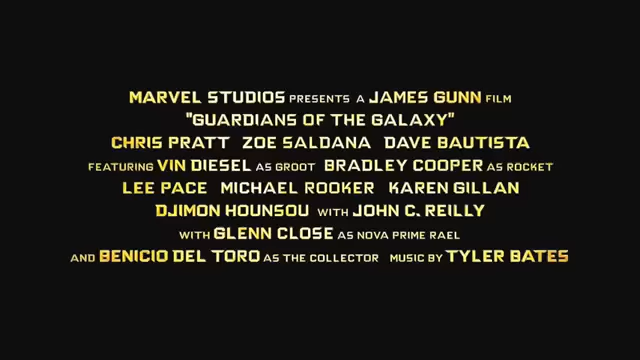 MARVEL STUDIOS PRESENTS A JAMES GUNN FILM
"GUARDIANS OF THE GALAXY"
CHRIS PRATT ZOE SALDANA DAVE BAUTISTA
FEATURING VIN DIESEL AS GROOT BRADLEY COOPER AS ROCKET
LEE PACE MICHAEL ROOKER KAREN GILLAN
DJIMON HOUNSOU WITH JOHN C. REILLY
WITH GLENN CLOSE AS NOVA PRIME RAEL
AND BENICIO DEL TORO AS THE COLLECTOR MUSIC BY TYLER BATES